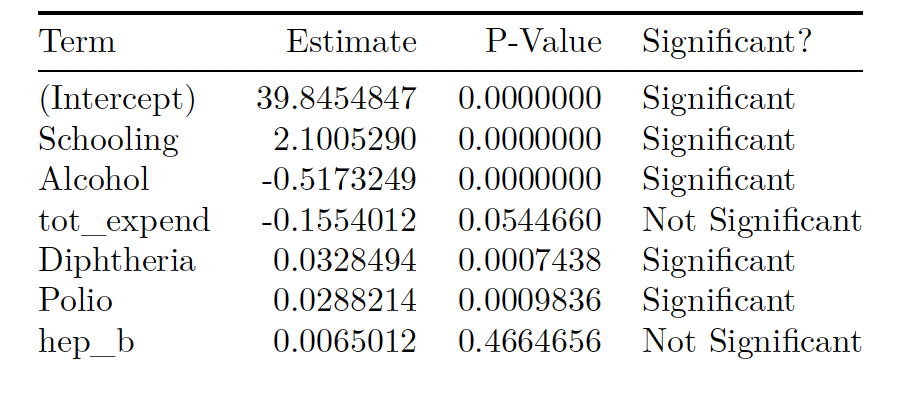 Term Estimate P-Value Significant?
(Intercept) 39.8454847 0.0000000 Significant
Schooling 2.1005290 0.0000000 Significant
Alcohol -0.5173249 0.0000000 Significant
tot_expend -0.1554012 0.0544660 Not Significant
Diphtheria 0.0328494 0.0007438 Significant
Polio 0.0288214 0.0009836 Significant
hep_b 0.0065012 0.4664656 Not Significant